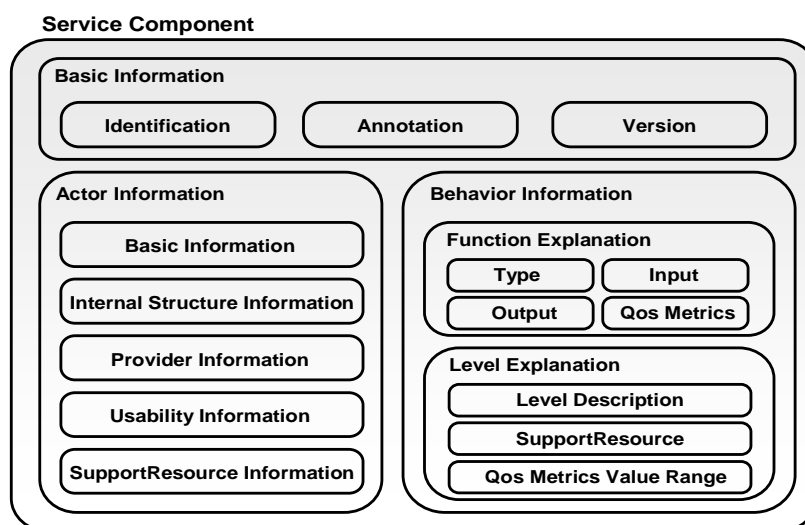 Service Component
Basic Information
Identification
Annotation
Version
Actor Information
Basic Information
Internal Structure Information
Provider Information
Usability Information
SupportResource Information
Behavior Information
Function Explanation
Type
Input
Output
Qos Metrics
Level Explanation
Level Description
SupportResource
Qos Metrics Value Range